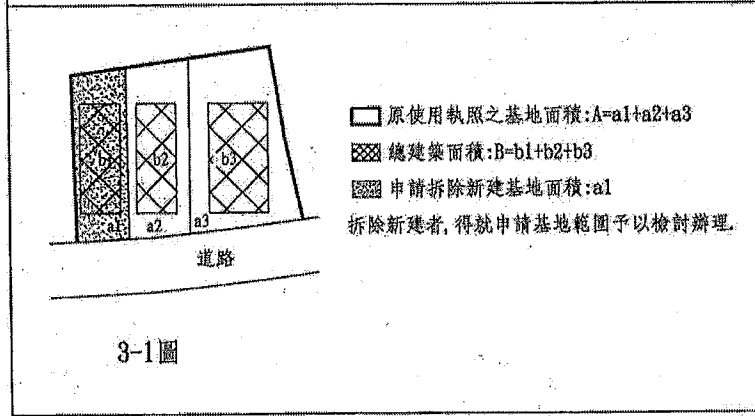 b1
b2
b3
a1
a2
a3
道路
3-1圖
原使用執照之基地面積:A=a1+a2+a3
總建築面積:B=b1+b2+b3
申請拆除新建基地面積:a1
拆除新建者,得就申請基地範圍予以檢討辦理.